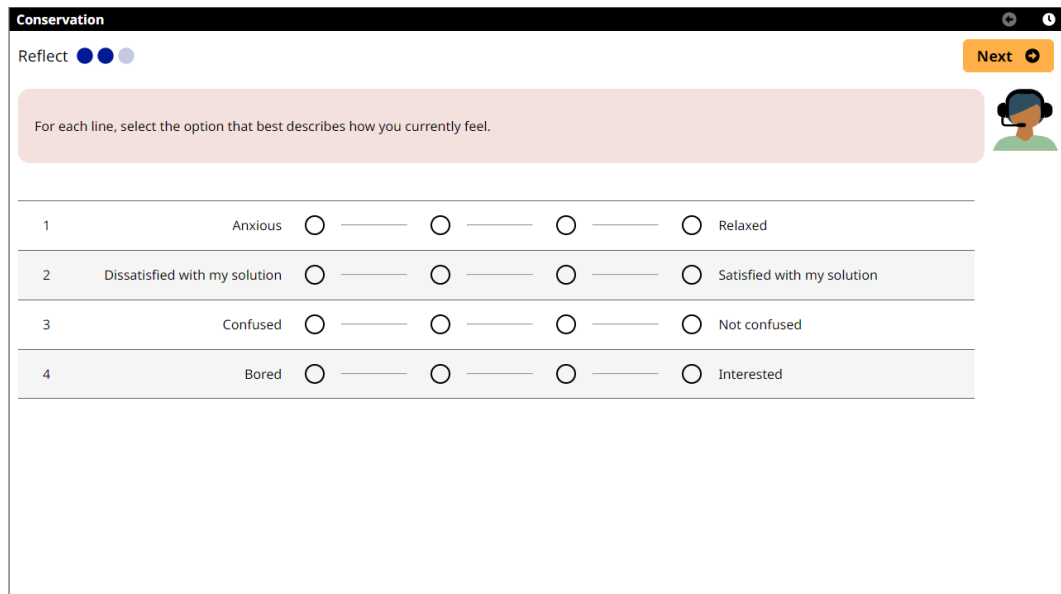 Conservation
Reflect
Next
For each line, select the option that best describes how you currently feel.
1 Anxious Relaxed
2 Dissatisfied with my solution Satisfied with my solution
3 Confused Not confused
4 Bored Interested